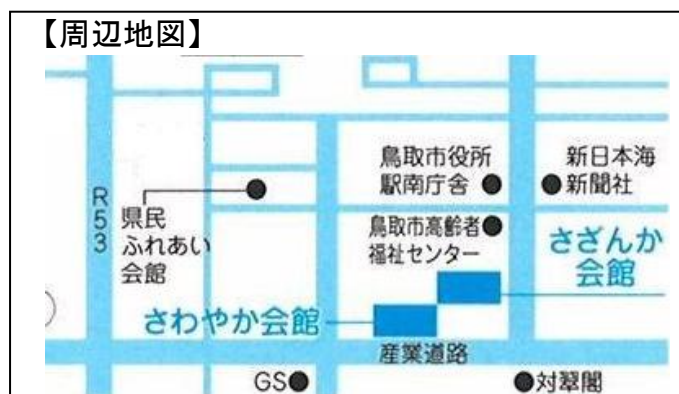 【周辺地図】
鳥取市役所
駅南庁舎
新日本海
新聞社
R53
県民
ふれあい
会館
鳥取市高齢者
福祉センター
さざんか
会館
さわやか会館
産業道路
GS
対翠閣